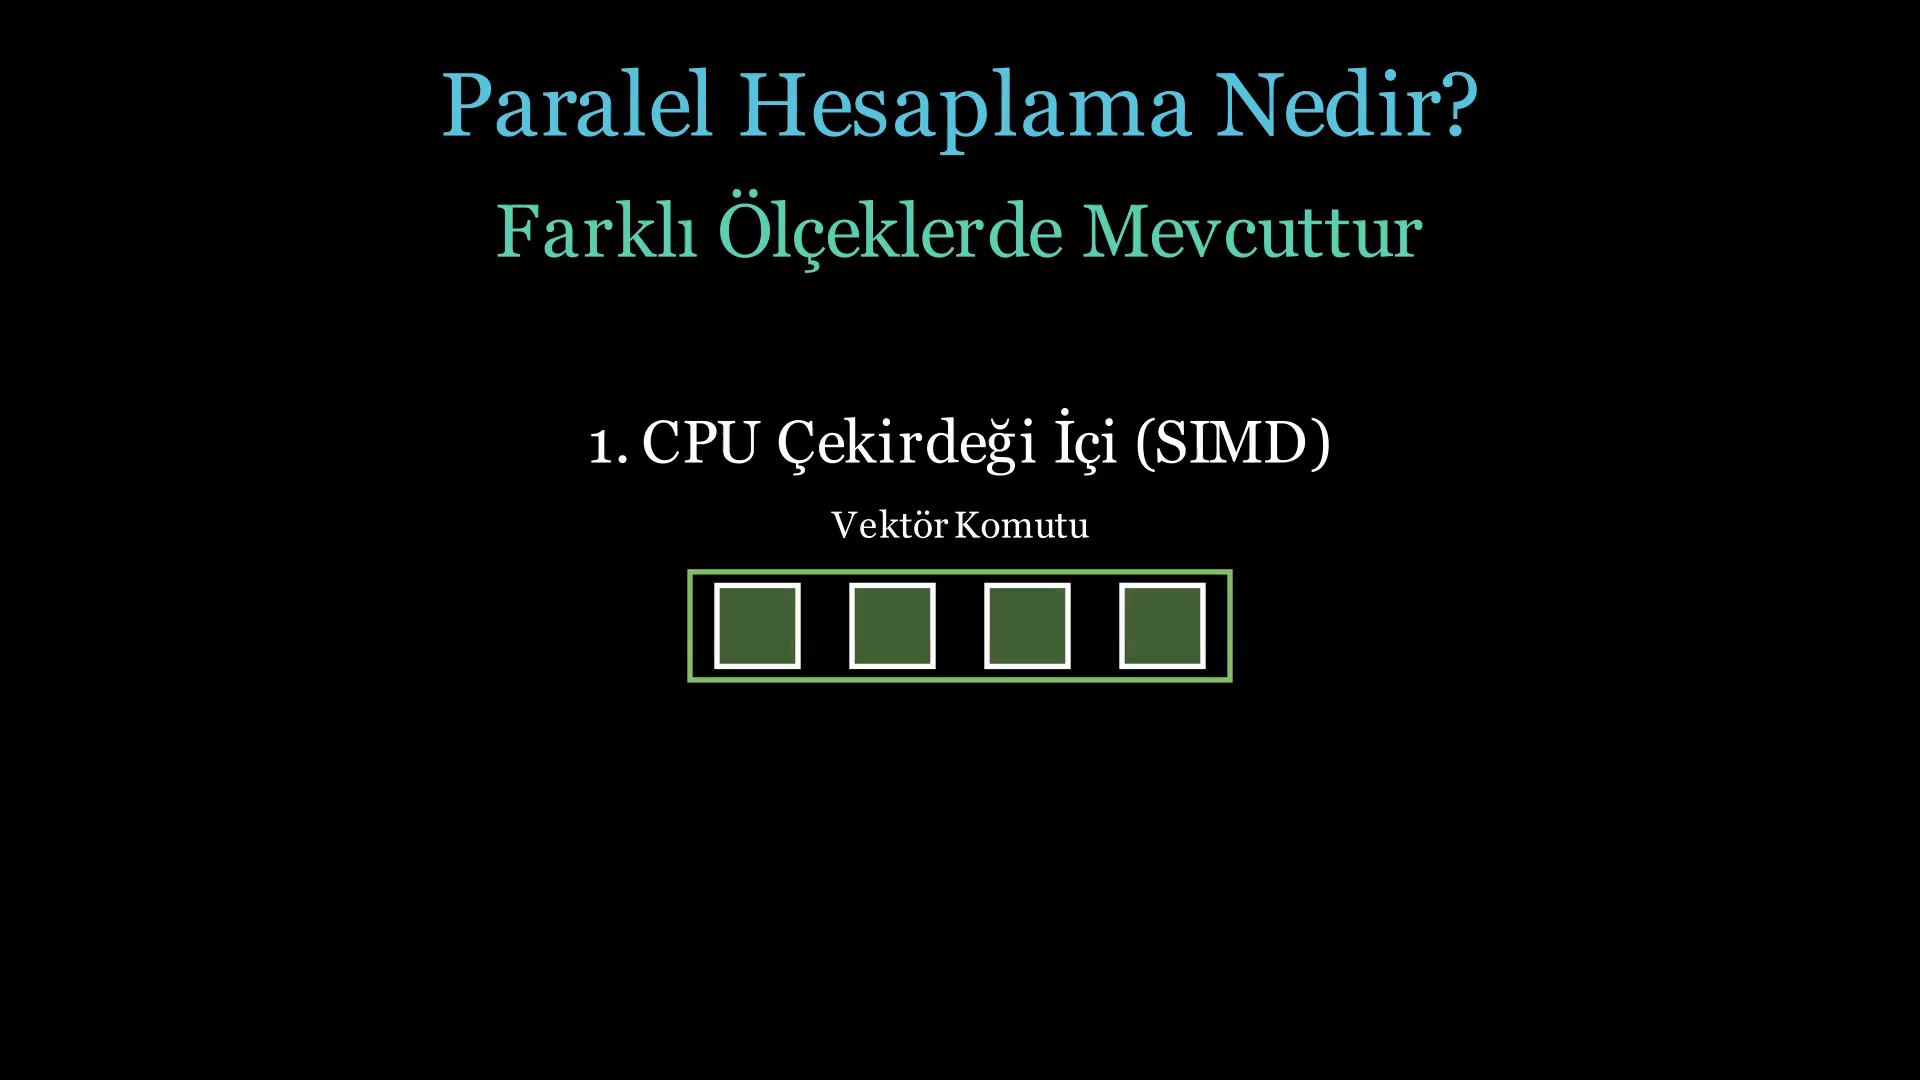 Paralel Hesaplama Nedir?
Farklı Ölçeklerde Mevcuttur
1. CPU Çekirdeği İçi (SIMD)
Vektör Komutu